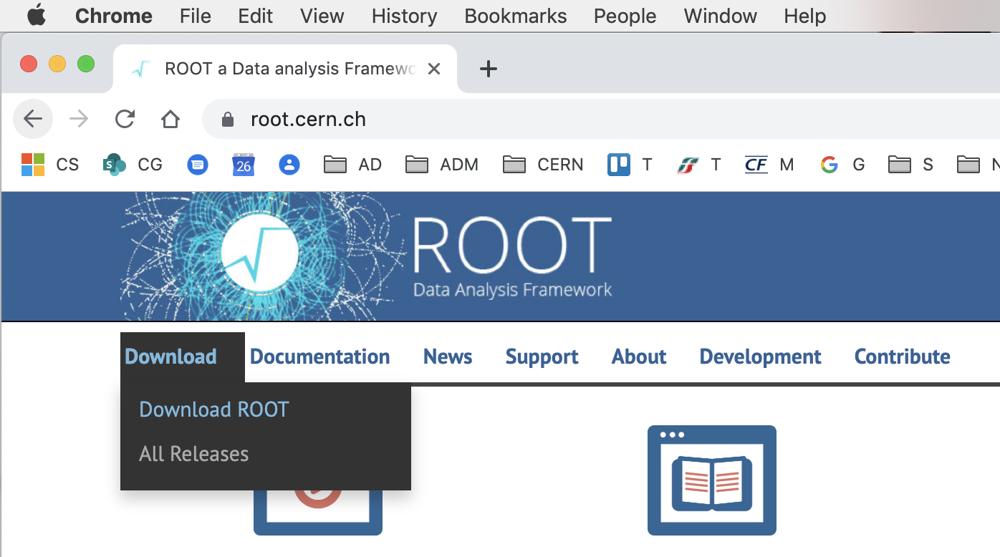 Chrome File Edit View History Bookmarks People Window Help
ROOT a Data analysis Framewo
root.cern.ch
CS S CG 26 AD ADM CERN T T CF M G G S N
ROOT
Data Analysis Framework
Download Documentation News Support About Development Contribute
Download ROOT
All Releases